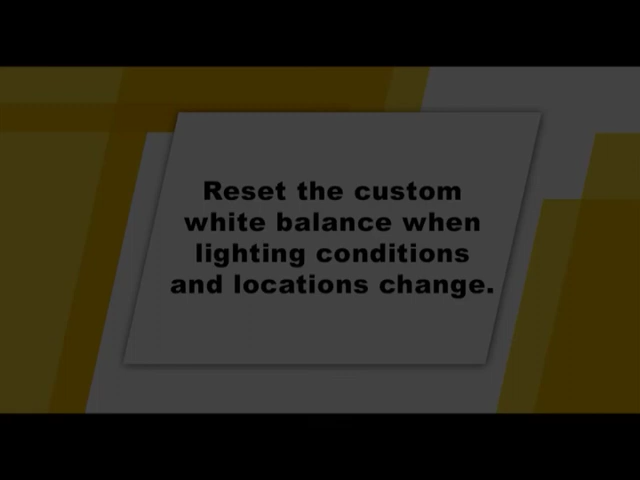 Reset the custom
white balance when
lighting conditions
and locations change.